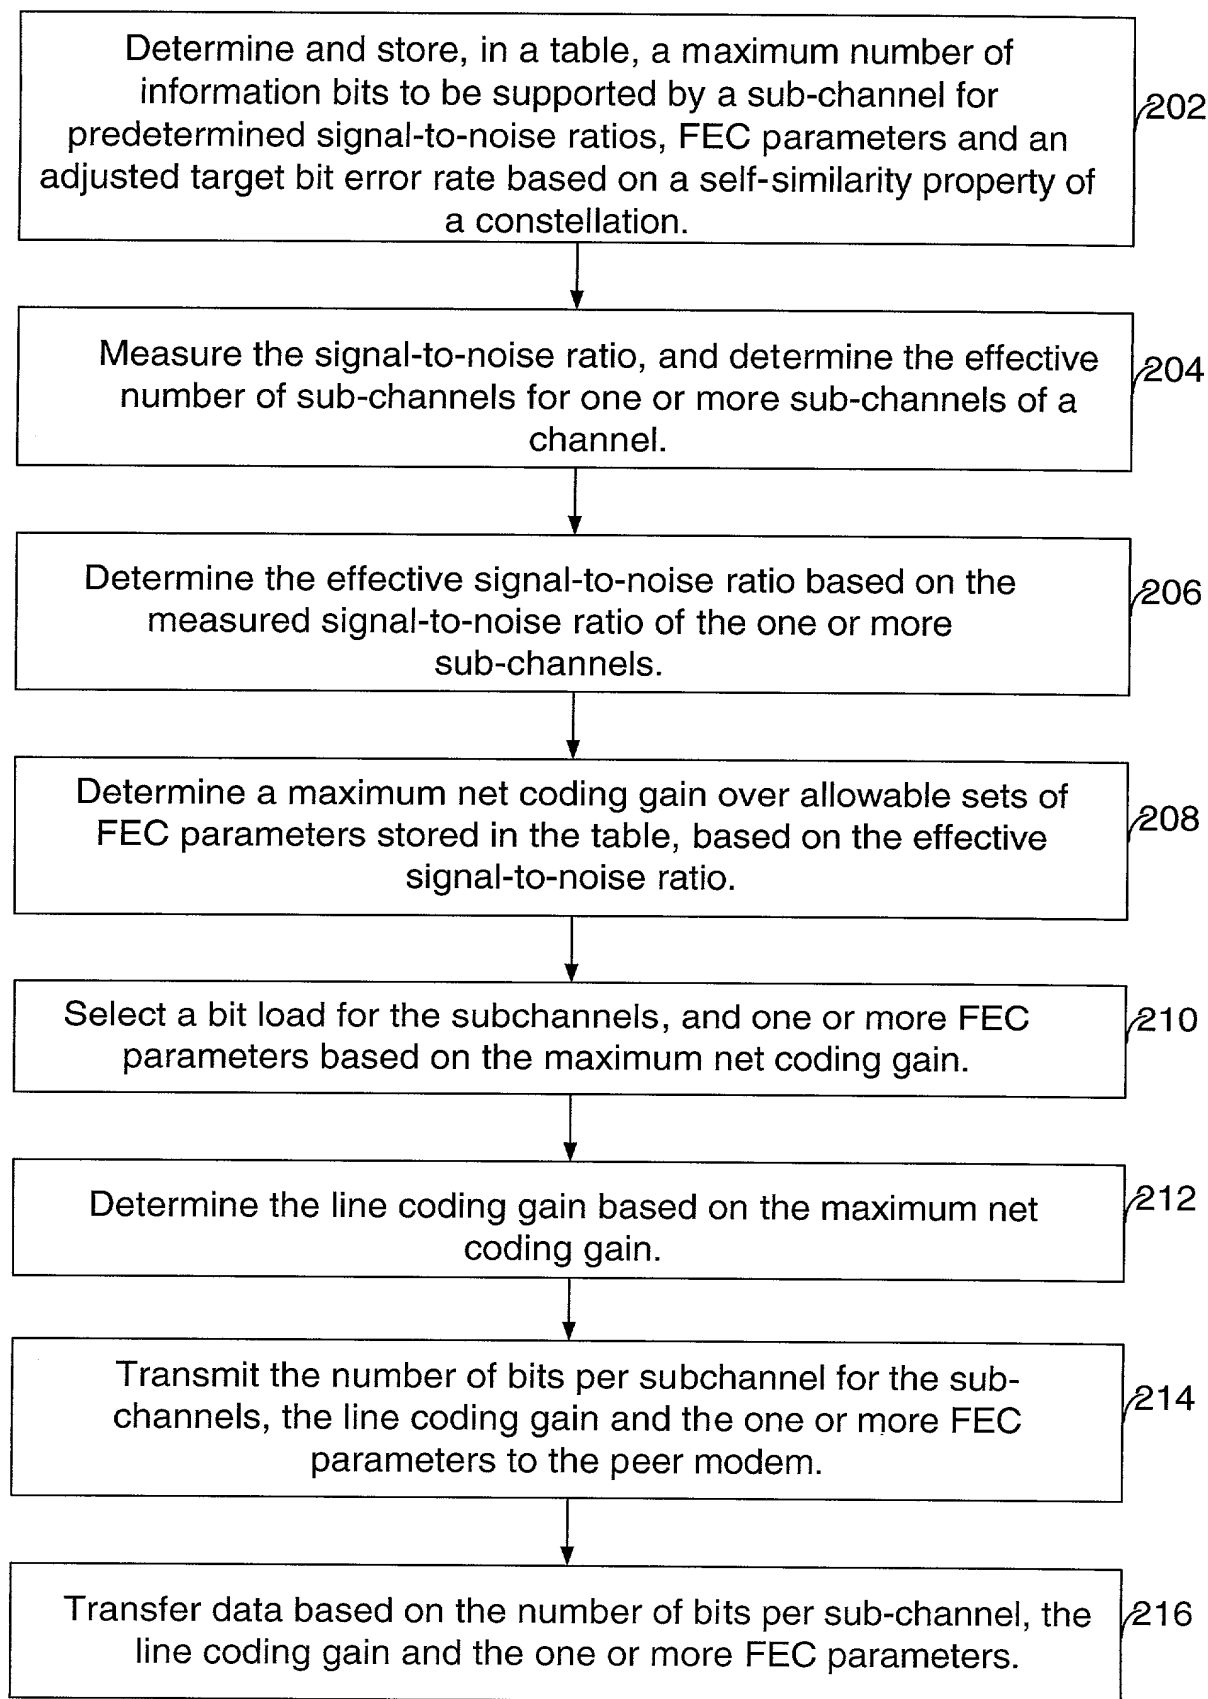 Determine and store, in a table, a maximum number of
information bits to be supported by a sub-channel for
predetermined signal-to-noise ratios, FEC parameters and an
adjusted target bit error rate based on a self-similarity property of
a constellation.
202
Measure the signal-to-noise ratio, and determine the effective
number of sub-channels for one or more sub-channels of a
channel.
204
Determine the effective signal-to-noise ratio based on the
measured signal-to-noise ratio of the one or more
sub-channels.
206
Determine a maximum net coding gain over allowable sets of
FEC parameters stored in the table, based on the effective
signal-to-noise ratio.
208
Select a bit load for the subchannels, and one or more FEC
parameters based on the maximum net coding gain.
210
Determine the line coding gain based on the maximum net
coding gain.
212
Transmit the number of bits per subchannel for the sub-
channels, the line coding gain and the one or more FEC
parameters to the peer modem.
214
Transfer data based on the number of bits per sub-channel, the
line coding gain and the one or more FEC parameters.
216